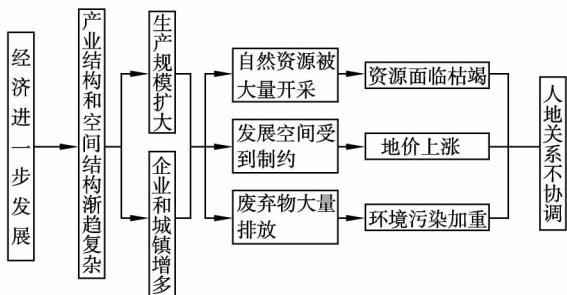 经济进一步发展
产业结构和空间
结构渐趋复杂
生产规模扩大
企业和城镇增多
自然资源被
大量开采
发展空间受
到制约
废弃物大量
排放
资源面临枯竭
地价上涨
环境污染加重
人地关系不协调